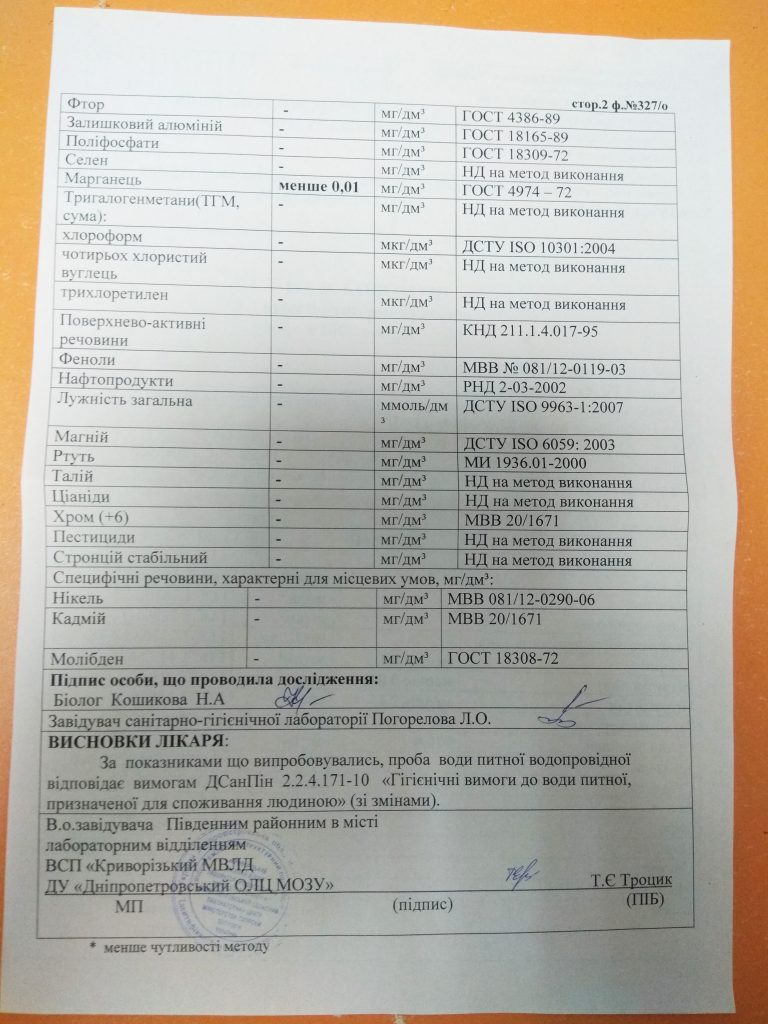 стор.2 ф.№327/о
Фтор - мг/дм³ ГОСТ 4386-89
Залишковий алюміній - мг/дм³ ГОСТ 18165-89
Поліфосфати - мг/дм³ ГОСТ 18309-72
Селен - мг/дм³ НД на метод виконання
Марганець менше 0,01 мг/дм³ ГОСТ 4974 – 72
Тригалогенметани(ТГМ, - мг/дм³ НД на метод виконання
сума):
хлороформ - мкг/дм³ ДСТУ ISO 10301:2004
чотирьох хлористий - мкг/дм³ НД на метод виконання
вуглець
трихлоретилен - мкг/дм³ НД на метод виконання
Поверхнево-активні - мг/дм³ КНД 211.1.4.017-95
речовини
Феноли - мг/дм³ МВВ № 081/12-0119-03
Нафтопродукти - мг/дм³ РНД 2-03-2002
Лужність загальна - ммоль/дм ДСТУ ISO 9963-1:2007
³
Магній - мг/дм³ ДСТУ ISO 6059: 2003
Ртуть - мг/дм³ МИ 1936.01-2000
Талій - мг/дм³ НД на метод виконання
Ціаніди - мг/дм³ НД на метод виконання
Хром (+6) - мг/дм³ МВВ 20/1671
Пестициди - мг/дм³ НД на метод виконання
Стронцій стабільний - мг/дм³ НД на метод виконання
Специфічні речовини, характерні для місцевих умов, мг/дм³:
Нікель - мг/дм³ МВВ 081/12-0290-06
Кадмій - мг/дм³ МВВ 20/1671
Молібден - мг/дм³ ГОСТ 18308-72
Підпис особи, що проводила дослідження:
Біолог Кошикова Н.А
Завідувач санітарно-гігієнічної лабораторії Погорелова Л.О.
ВИСНОВКИ ЛІКАРЯ:
За показниками що випробовувались, проба води питної водопровідної
відповідає вимогам ДСанПін 2.2.4.171-10 «Гігієнічні вимоги до води питної,
призначеної для споживання людиною» (зі змінами).
В.о.завідувача Південним районним в місті
лабораторним відділенням
ВСП «Криворізький МВЛД
ДУ «Дніпропетровський ОЛЦ МОЗУ» Т.Є Троцик
МП (підпис) (ПІБ)
* менше чутливості методу